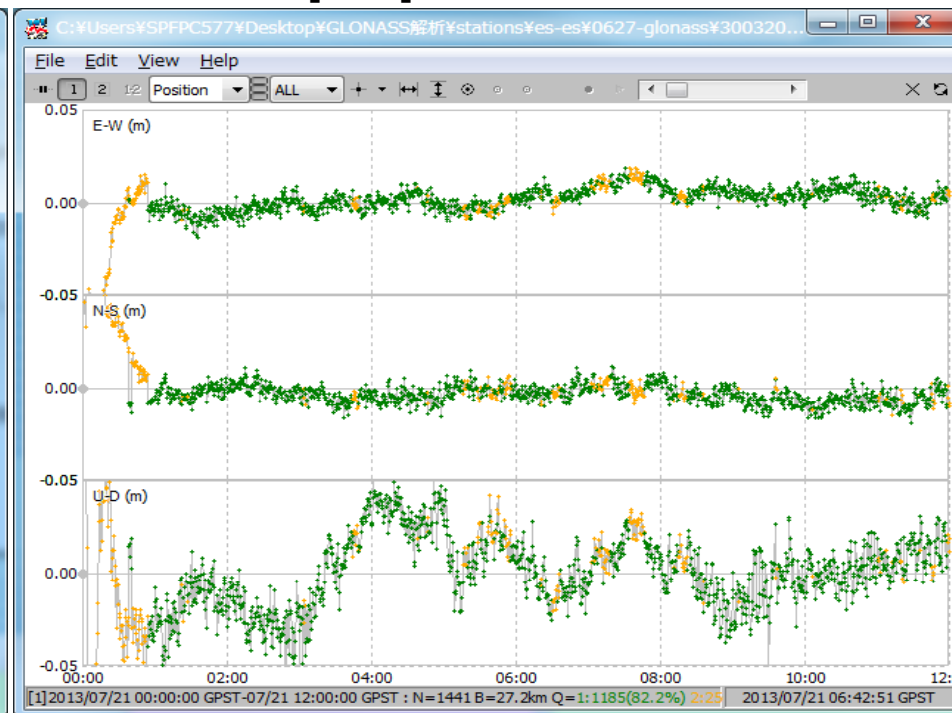 C:¥Users¥SPFPC577¥Desktop¥GLONASS解析¥stations¥es-es¥0627-glonass¥300320...
File Edit View Help
1 2 1-2 Position ALL
0.05
E-W (m)
0.00
-0.05
N-S (m)
0.00
-0.05
U-D (m)
0.00
-0.05
00:00 02:00 04:00 06:00 08:00 10:00 12:
[1]2013/07/21 00:00:00 GPST-07/21 12:00:00 GPST : N=1441 B=27.2km Q=1:1185(82.2%) 2:25 2013/07/21 06:42:51 GPST